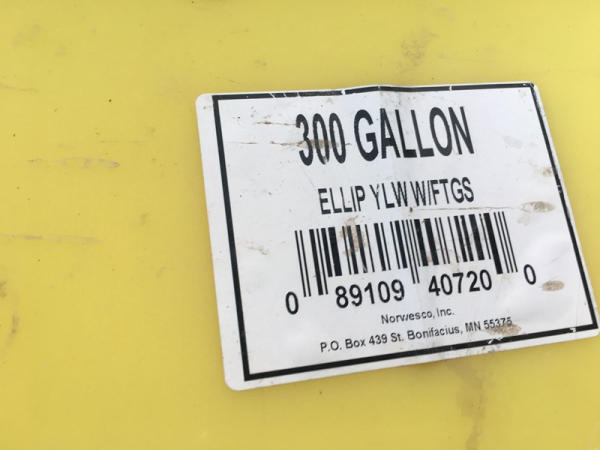 300 GALLON
ELLIP YLW W/FTGS
0 89109 40720 0
Norwesco, Inc.
P.O. Box 439 St. Bonifacius, MN 55375